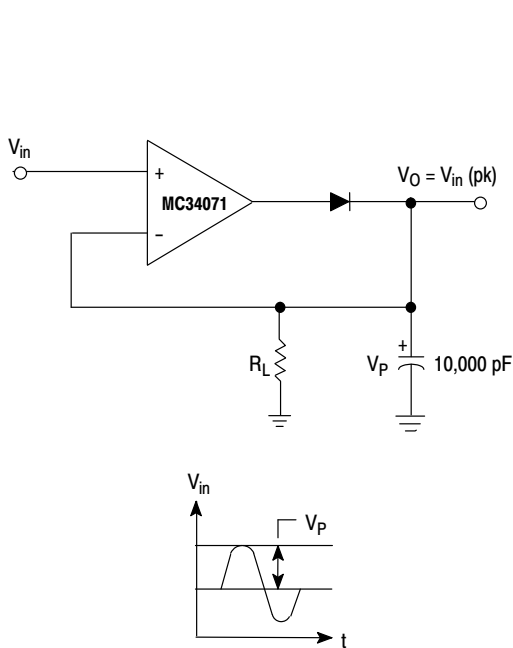 Vin
+
MC34071
−
VO = Vin (pk)
RL
+
VP
10,000 pF
Vin
VP
t